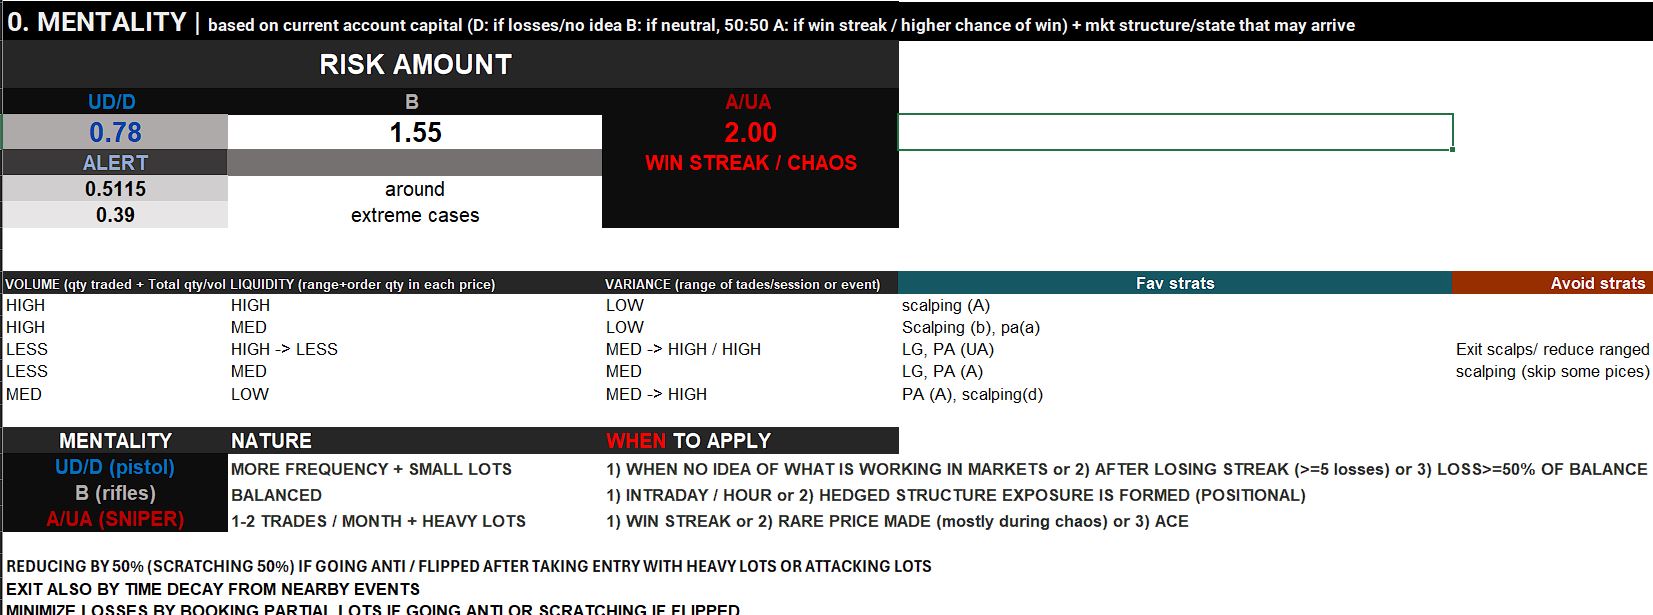 0. MENTALITY | based on current account capital (D: if losses/no idea B: if neutral, 50:50 A: if win streak / higher chance of win) + mkt structure/state that may arrive
RISK AMOUNT
UD/D B A/UA
0.78 1.55 2.00
ALERT WIN STREAK / CHAOS
0.5115 around
0.39 extreme cases
VOLUME (qty traded + Total qty/vol LIQUIDITY (range+order qty in each price) VARIANCE (range of tades/session or event) Fav strats Avoid strats
HIGH HIGH LOW scalping (A)
HIGH MED LOW Scalping (b), pa(a)
LESS HIGH -> LESS MED -> HIGH / HIGH LG, PA (UA) Exit scalps/ reduce ranged
LESS MED MED LG, PA (A) scalping (skip some pices)
MED LOW MED -> HIGH PA (A), scalping(d)
MENTALITY NATURE WHEN TO APPLY
UD/D (pistol) MORE FREQUENCY + SMALL LOTS 1) WHEN NO IDEA OF WHAT IS WORKING IN MARKETS or 2) AFTER LOSING STREAK (>=5 losses) or 3) LOSS>=50% OF BALANCE
B (rifles) BALANCED 1) INTRADAY / HOUR or 2) HEDGED STRUCTURE EXPOSURE IS FORMED (POSITIONAL)
A/UA (SNIPER) 1-2 TRADES / MONTH + HEAVY LOTS 1) WIN STREAK or 2) RARE PRICE MADE (mostly during chaos) or 3) ACE
REDUCING BY 50% (SCRATCHING 50%) IF GOING ANTI / FLIPPED AFTER TAKING ENTRY WITH HEAVY LOTS OR ATTACKING LOTS
EXIT ALSO BY TIME DECAY FROM NEARBY EVENTS
MINIMIZE LOSSES BY BOOKING PARTIAL LOTS IF GOING ANTI OR SCRATCHING IF FLIPPED